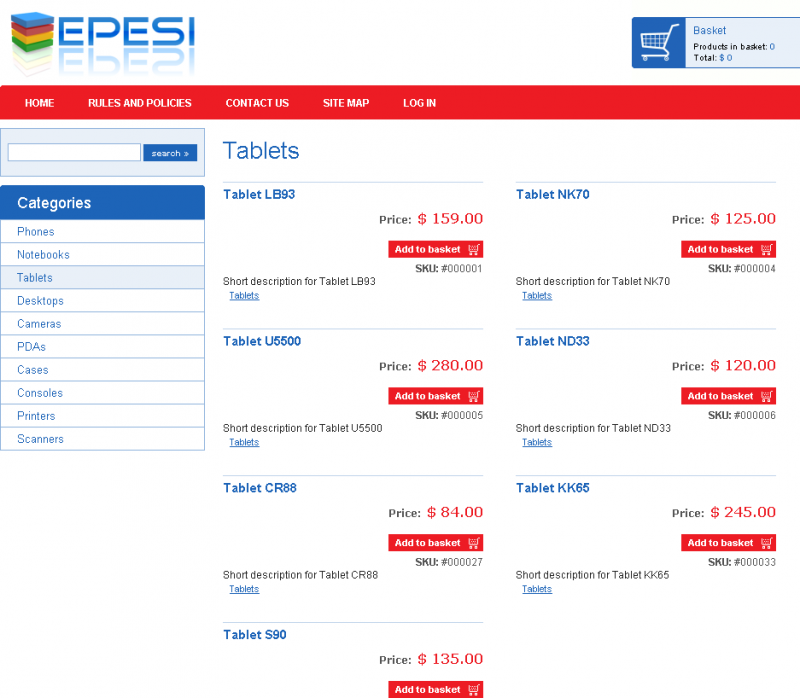 EPESI
Basket
Products in basket: 0
Total: $ 0
HOME RULES AND POLICIES CONTACT US SITE MAP LOG IN
search »
Categories
Phones
Notebooks
Tablets
Desktops
Cameras
PDAs
Cases
Consoles
Printers
Scanners
Tablets
Tablet LB93
Price: $ 159.00
Add to basket
SKU: #000001
Short description for Tablet LB93
Tablets
Tablet NK70
Price: $ 125.00
Add to basket
SKU: #000004
Short description for Tablet NK70
Tablets
Tablet U5500
Price: $ 280.00
Add to basket
SKU: #000005
Short description for Tablet U5500
Tablets
Tablet ND33
Price: $ 120.00
Add to basket
SKU: #000006
Short description for Tablet ND33
Tablets
Tablet CR88
Price: $ 84.00
Add to basket
SKU: #000027
Short description for Tablet CR88
Tablets
Tablet KK65
Price: $ 245.00
Add to basket
SKU: #000033
Short description for Tablet KK65
Tablets
Tablet S90
Price: $ 135.00
Add to basket